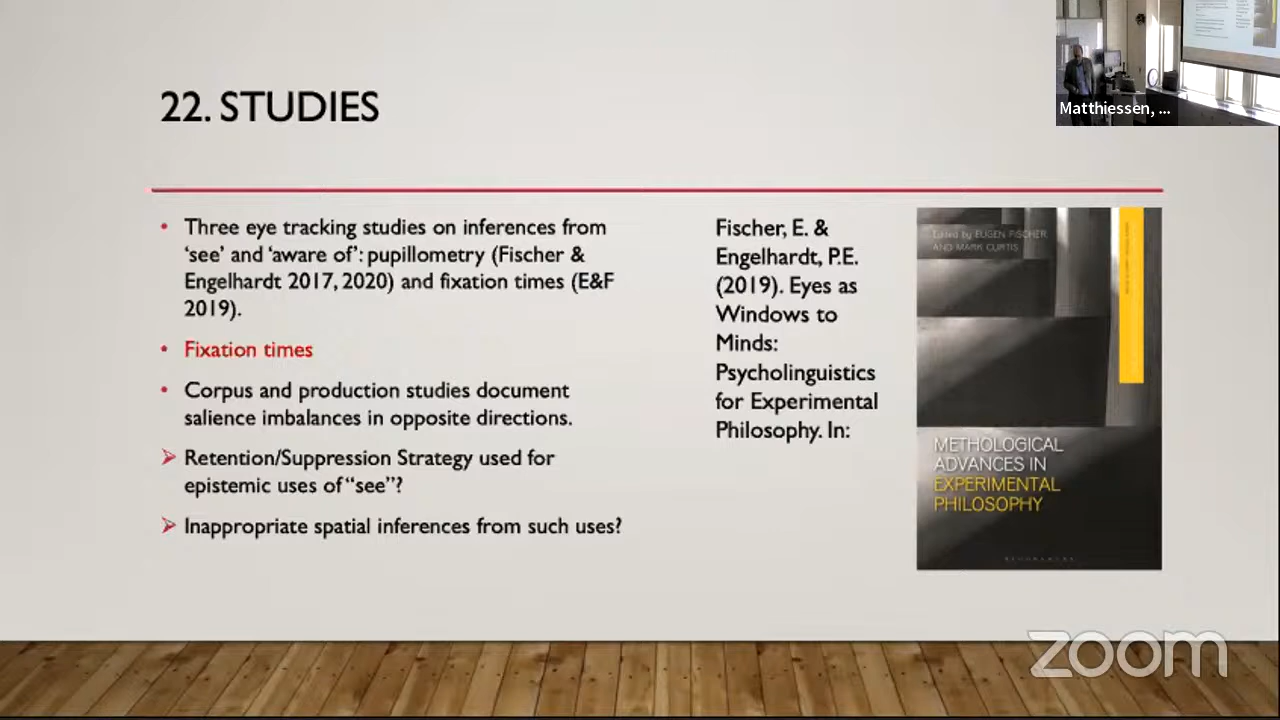 22. STUDIES
Matthiessen, ...
• Three eye tracking studies on inferences from
‘see’ and ‘aware of’: pupillometry (Fischer &
Engelhardt 2017, 2020) and fixation times (E&F
2019).
• Fixation times
• Corpus and production studies document
salience imbalances in opposite directions.
➢ Retention/Suppression Strategy used for
epistemic uses of “see”?
➢ Inappropriate spatial inferences from such uses?
Fischer, E. &
Engelhardt, P.E.
(2019). Eyes as
Windows to
Minds:
Psycholinguistics
for Experimental
Philosophy. In:
Edited by EUGEN FISCHER
AND MARK CURTIS
METHOLOGICAL
ADVANCES IN
EXPERIMENTAL
PHILOSOPHY
BLOOMSBURY
zoom